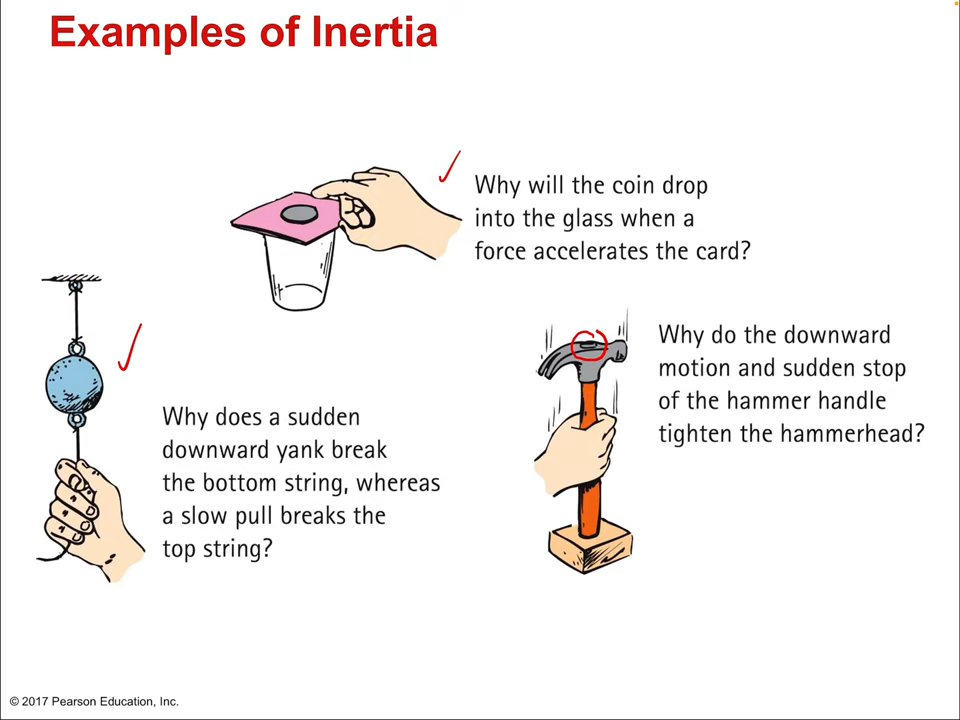 Examples of Inertia
Why will the coin drop
into the glass when a
force accelerates the card?
Why do the downward
motion and sudden stop
of the hammer handle
tighten the hammerhead?
Why does a sudden
downward yank break
the bottom string, whereas
a slow pull breaks the
top string?
© 2017 Pearson Education, Inc.